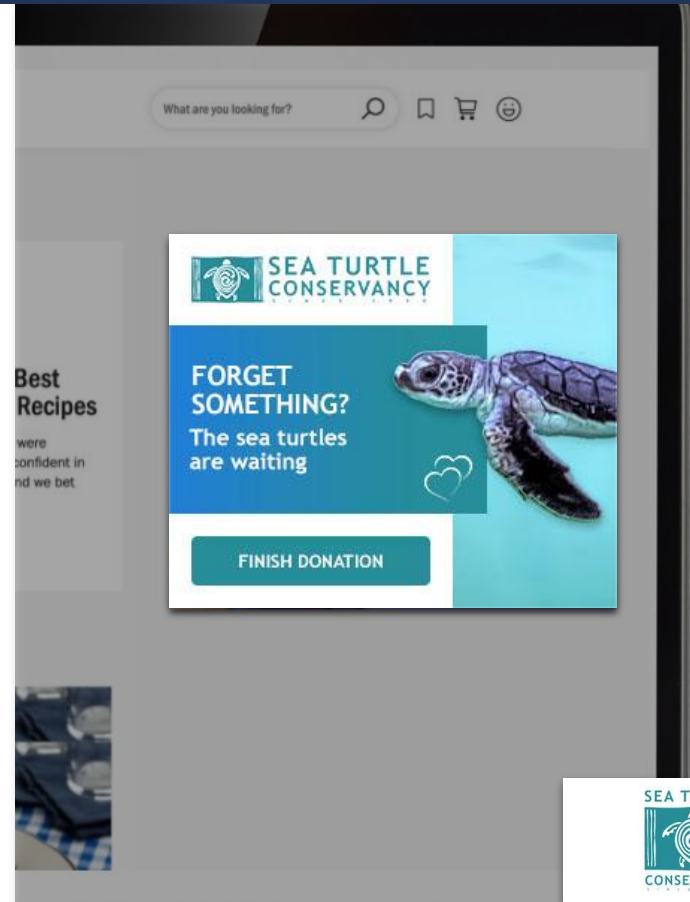 What are you looking for?
SEA TURTLE
CONSERVANCY
Best
Recipes
were
confident in
nd we bet
FORGET
SOMETHING?
The sea turtles
are waiting
FINISH DONATION
SEA T
CONSE